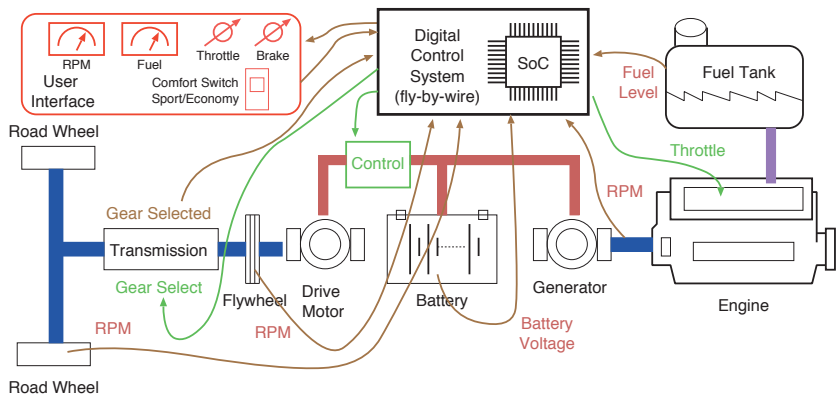 RPM
Fuel
Throttle
Brake
User
Interface
Comfort Switch
Sport/Economy
Digital
Control
System
(fly-by-wire)
SoC
Fuel
Level
Fuel Tank
Road Wheel
Control
Throttle
Gear Selected
RPM
Transmission
Gear Select
Flywheel
Drive
Motor
Battery
Generator
Engine
RPM
RPM
Battery
Voltage
Road Wheel